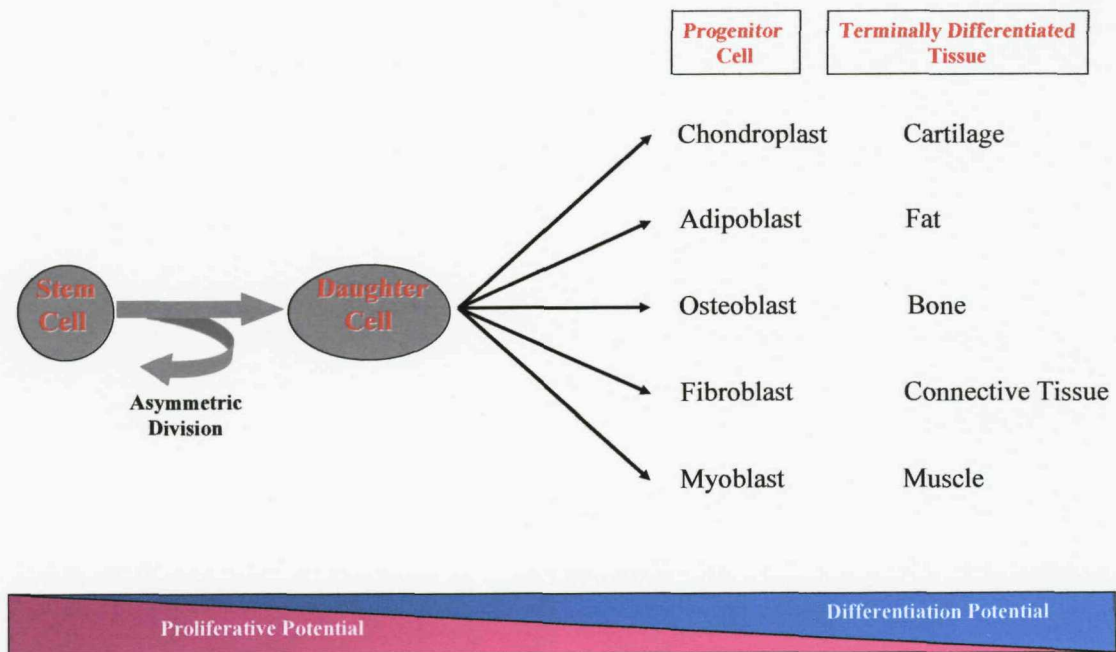 Progenitor
Cell
Terminally Differentiated
Tissue
Chondroplast Cartilage
Adipoblast Fat
Stem
Cell
Daughter
Cell
Osteoblast Bone
Asymmetric
Division
Fibroblast Connective Tissue
Myoblast Muscle
Differentiation Potential
Proliferative Potential